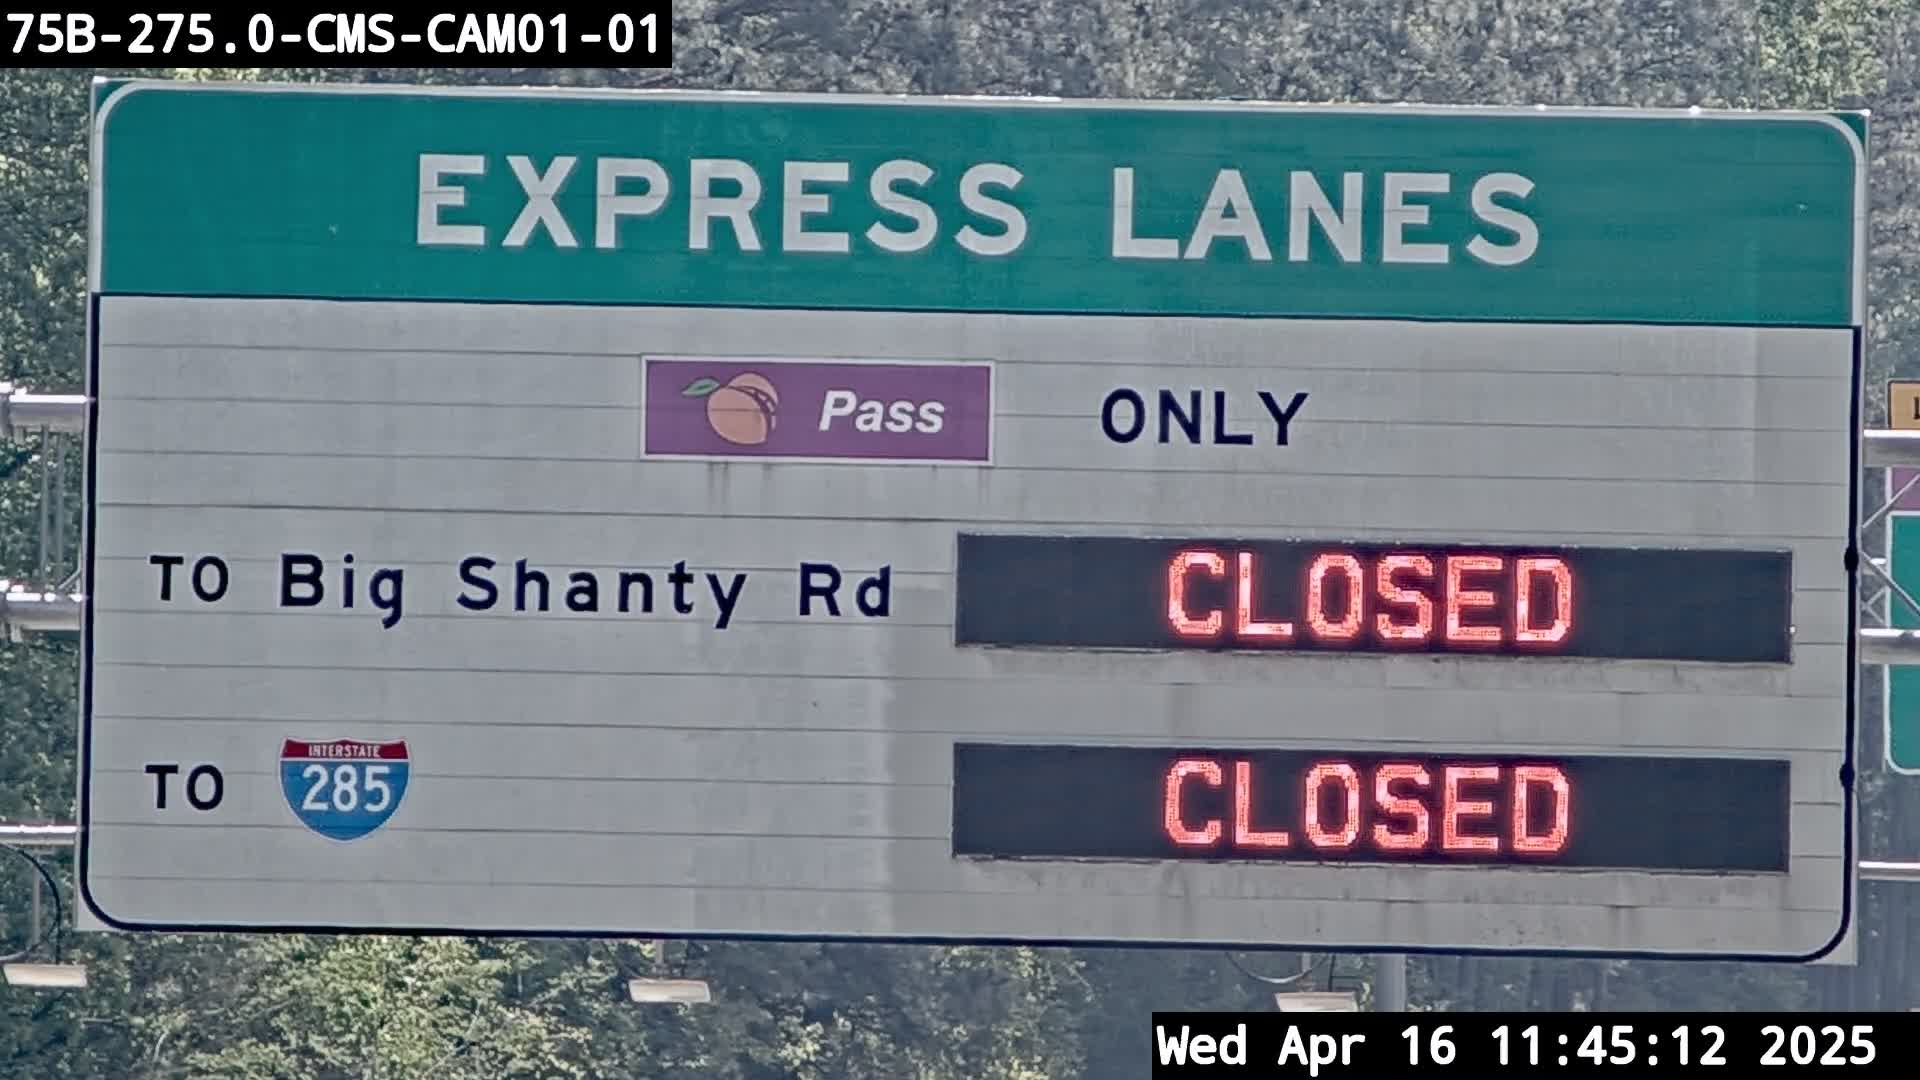 75B-275.0-CMS-CAM01-01
EXPRESS LANES
Pass ONLY
TO Big Shanty Rd CLOSED
TO INTERSTATE 285 CLOSED
Wed Apr 16 11:45:12 2025